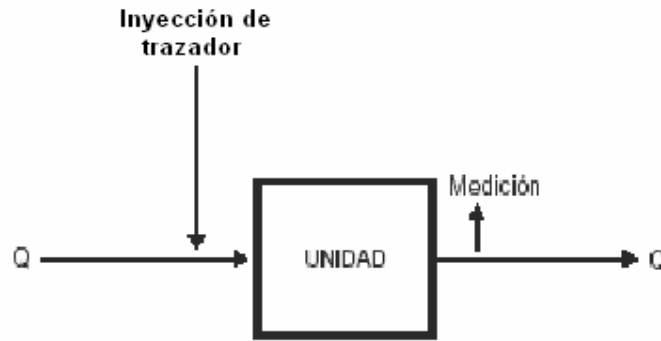 Inyección de
trazador
Medición
Q
UNIDAD
Q